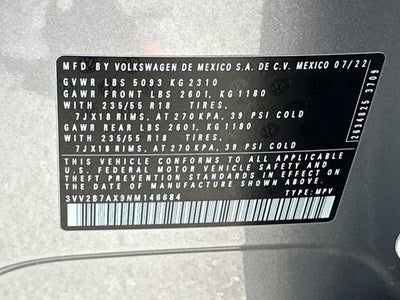 MFD BY VOLKSWAGEN DE MEXICO S.A. DE C.V. MEXICO 07/22
GVWR LBS 5093 KG 2310
GAWR FRONT LBS 2601, KG 1180
WITH 235/55 R18 TIRES,
7JX18 RIMS, AT 270 KPA, 39 PSI COLD
GAWR REAR LBS 2601, KG 1180
WITH 235/55 R18 TIRES,
7JX18 RIMS, AT 270 KPA, 39 PSI COLD
THIS VEHICLE CONFORMS TO ALL APPLICABLE
U.S. FEDERAL MOTOR VEHICLE SAFETY AND
THEFT PREVENTION STANDARDS IN EFFECT ON
THE DATE OF MANUFACTURE SHOWN ABOVE.
3VV2B7AX9NM146684 TYPE: MPV
2634925 3709